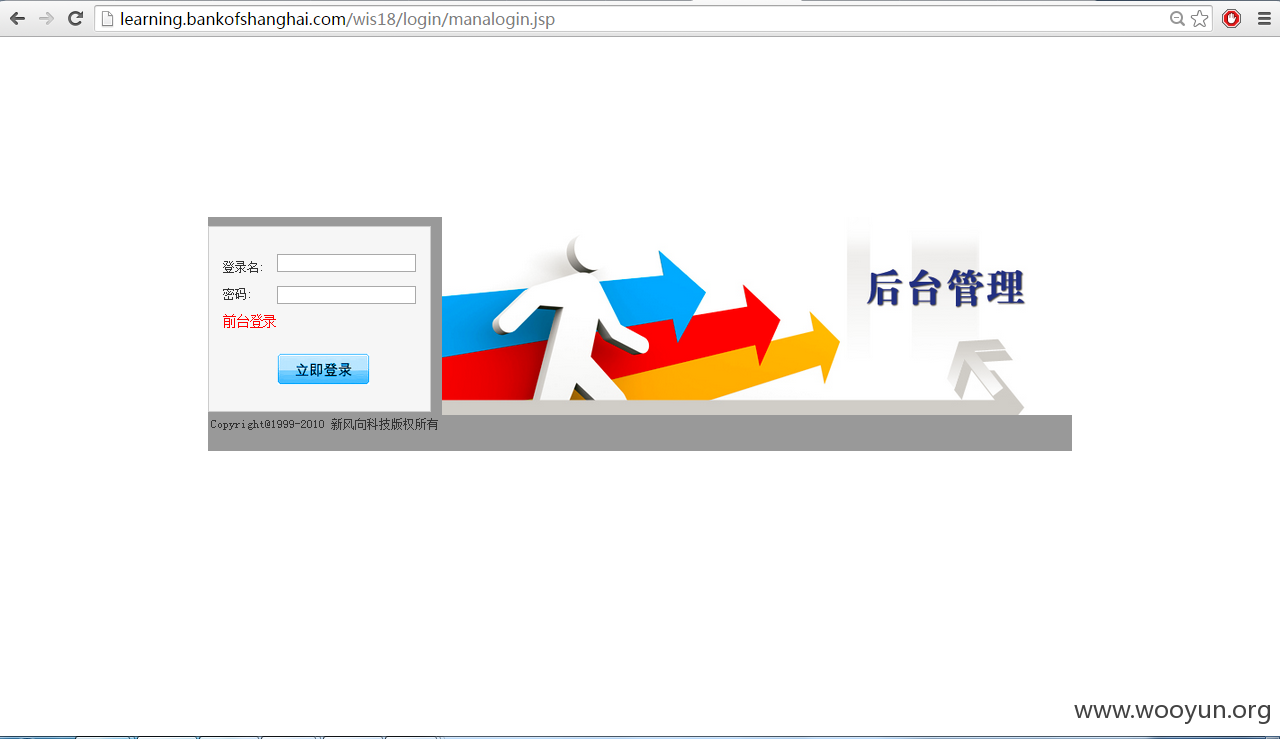 learning.bankofshanghai.com/wis18/login/manalogin.jsp
登录名:
密码:
前台登录
立即登录
后台管理
Copyright@1999-2010 新风向科技版权所有
www.wooyun.org